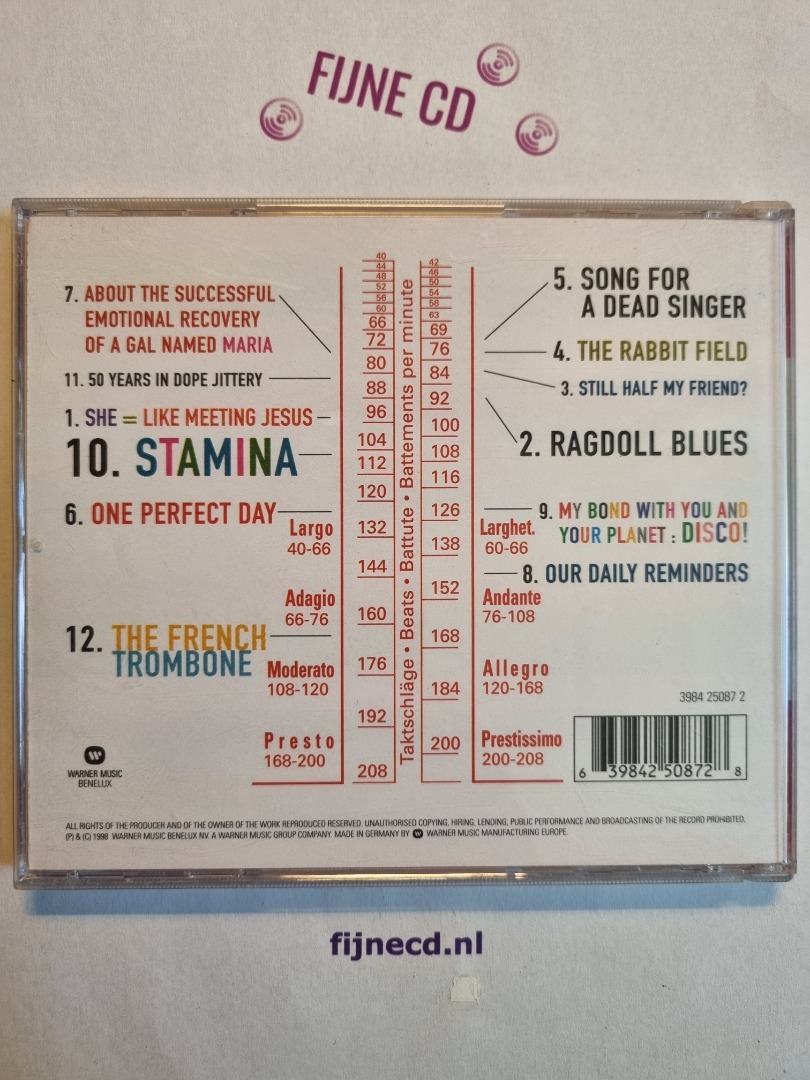 FIJNE CD
7. ABOUT THE SUCCESSFUL
EMOTIONAL RECOVERY
OF A GAL NAMED MARIA
11. 50 YEARS IN DOPE JITTERY
1. SHE = LIKE MEETING JESUS
10. STAMINA
6. ONE PERFECT DAY
12. THE FRENCH
TROMBONE
Largo
40-66
Adagio
66-76
Moderato
108-120
Presto
168-200
40
44
48
52
56
60
66
72
80
88
96
104
112
120
132
144
160
176
192
208
Taktschläge • Beats • Battute • Battements per minute
42
46
50
54
58
63
69
76
84
92
100
108
116
126
138
152
168
184
200
5. SONG FOR
A DEAD SINGER
4. THE RABBIT FIELD
3. STILL HALF MY FRIEND?
2. RAGDOLL BLUES
9. MY BOND WITH YOU AND
YOUR PLANET : DISCO!
8. OUR DAILY REMINDERS
Larghet.
60-66
Andante
76-108
Allegro
120-168
Prestissimo
200-208
3984 25087 2
6 39842 50872 8
WARNER MUSIC
BENELUX
ALL RIGHTS OF THE PRODUCER AND OF THE OWNER OF THE WORK REPRODUCED RESERVED. UNAUTHORISED COPYING, HIRING, LENDING, PUBLIC PERFORMANCE AND BROADCASTING OF THE RECORD PROHIBITED.
(P) & (C) 1998 WARNER MUSIC BENELUX NV. A WARNER MUSIC GROUP COMPANY. MADE IN GERMANY BY WARNER MUSIC MANUFACTURING EUROPE.
fijnecd.nl